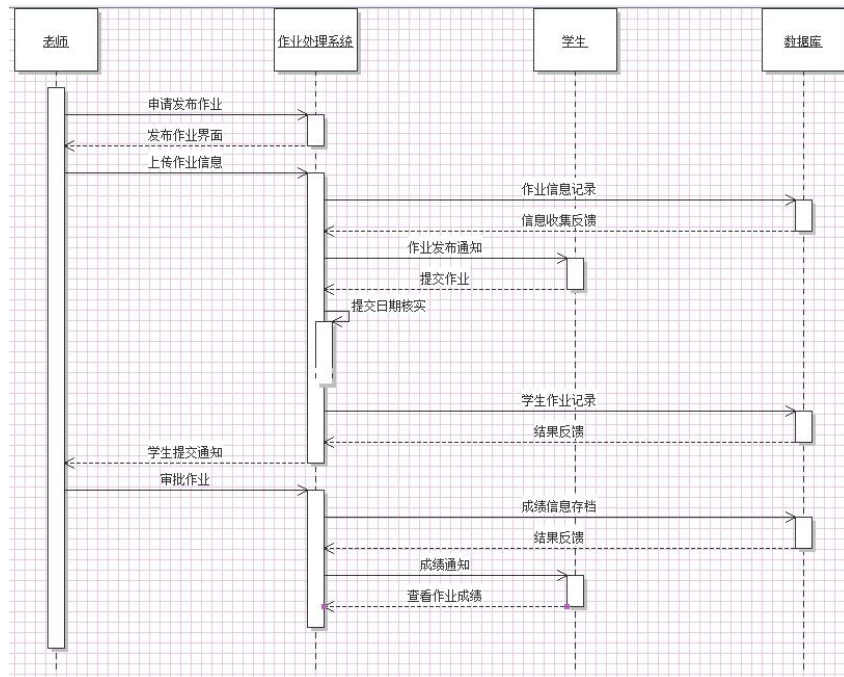 老师
作业处理系统
学生
数据库
申请发布作业
发布作业界面
上传作业信息
作业信息记录
信息收集反馈
作业发布通知
提交作业
提交日期核实
学生作业记录
结果反馈
学生提交通知
审批作业
成绩信息存档
结果反馈
成绩通知
查看作业成绩